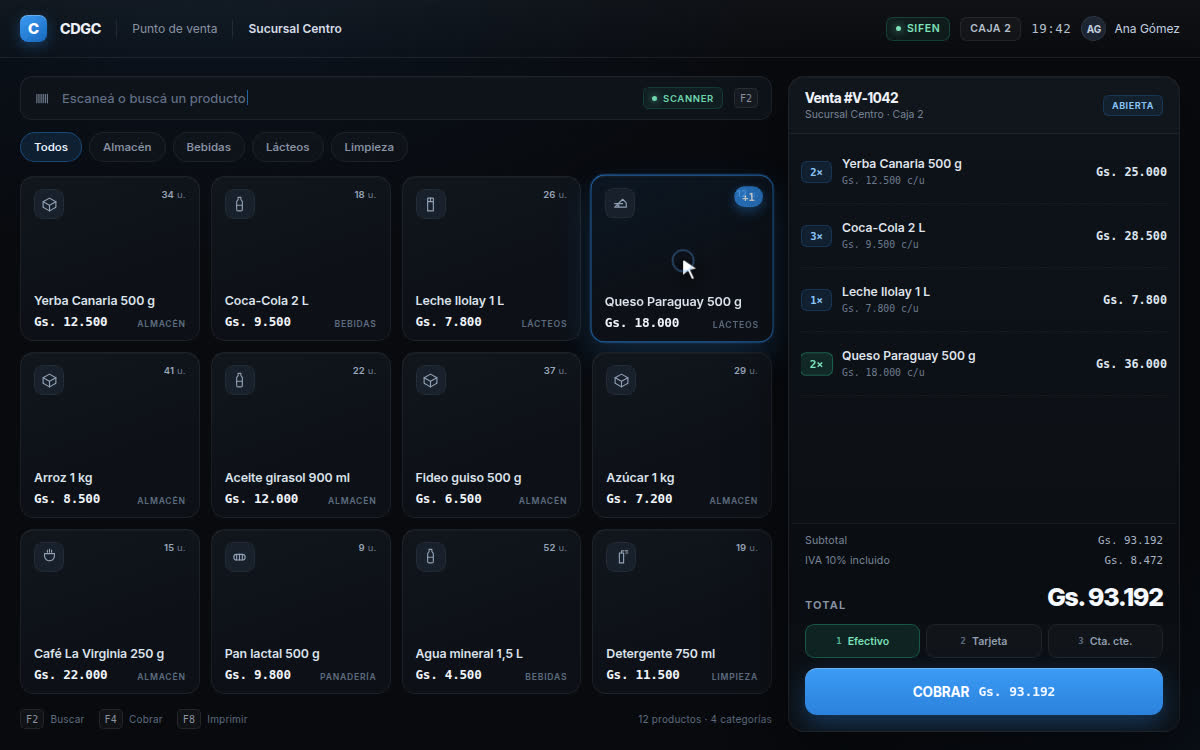 C CDGC Punto de venta Sucursal Centro
SIFEN CAJA 2 19:42 AG Ana Gómez
Escaneá o buscá un producto SCANNER F2
Todos Almacén Bebidas Lácteos Limpieza
34 u.
Yerba Canaria 500 g
Gs. 12.500 ALMACÉN
18 u.
Coca-Cola 2 L
Gs. 9.500 BEBIDAS
26 u.
Leche Ilolay 1 L
Gs. 7.800 LÁCTEOS
+1
Queso Paraguay 500 g
Gs. 18.000 LÁCTEOS
41 u.
Arroz 1 kg
Gs. 8.500 ALMACÉN
22 u.
Aceite girasol 900 ml
Gs. 12.000 ALMACÉN
37 u.
Fideo guiso 500 g
Gs. 6.500 ALMACÉN
29 u.
Azúcar 1 kg
Gs. 7.200 ALMACÉN
15 u.
Café La Virginia 250 g
Gs. 22.000 ALMACÉN
9 u.
Pan lactal 500 g
Gs. 9.800 PANADERÍA
52 u.
Agua mineral 1,5 L
Gs. 4.500 BEBIDAS
19 u.
Detergente 750 ml
Gs. 11.500 LIMPIEZA
F2 Buscar F4 Cobrar F8 Imprimir
12 productos · 4 categorías
Venta #V-1042
Sucursal Centro · Caja 2
ABIERTA
2× Yerba Canaria 500 g Gs. 25.000
Gs. 12.500 c/u
3× Coca-Cola 2 L Gs. 28.500
Gs. 9.500 c/u
1× Leche Ilolay 1 L Gs. 7.800
Gs. 7.800 c/u
2× Queso Paraguay 500 g Gs. 36.000
Gs. 18.000 c/u
Subtotal Gs. 93.192
IVA 10% incluido Gs. 8.472
TOTAL Gs. 93.192
1 Efectivo 2 Tarjeta 3 Cta. cte.
COBRAR Gs. 93.192